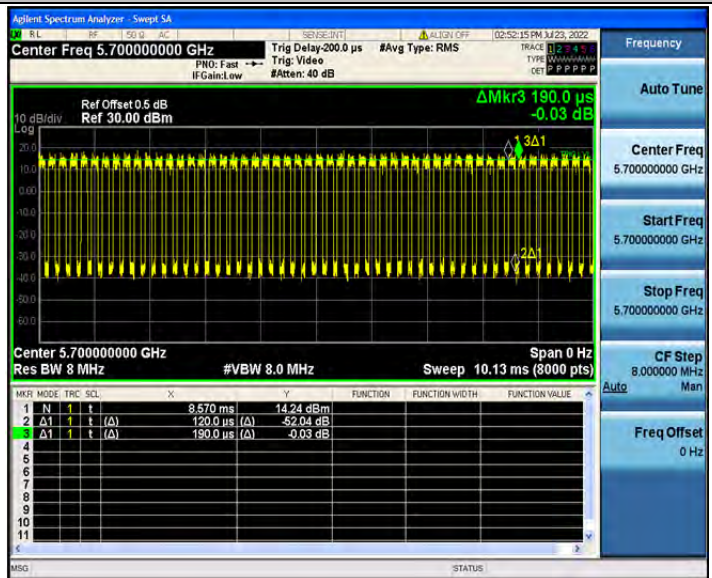 Agilent Spectrum Analyzer - Swept SA
RL RF 50 Ω AC SENSE:INT ALIGN OFF 02:52:15 PM Jul 23, 2022
Center Freq 5.700000000 GHz
PNO: Fast
IFGain:Low
Trig Delay-200.0 µs
Trig: Video
#Atten: 40 dB
#Avg Type: RMS
TRACE 1 2 3 4 5 6
TYPE W
DET P P P P P P
Frequency
Auto Tune
Center Freq
5.700000000 GHz
Start Freq
5.700000000 GHz
Stop Freq
5.700000000 GHz
CF Step
8.000000 MHz
Auto Man
Freq Offset
0 Hz
ΔMkr3 190.0 µs
-0.03 dB
Ref Offset 0.5 dB
10 dB/div Ref 30.00 dBm
Log
20.0
10.0
0.00
-10.0
-20.0
-30.0
-40.0
-50.0
-60.0
1 3Δ1
2Δ1
Center 5.700000000 GHz Span 0 Hz
Res BW 8 MHz #VBW 8.0 MHz Sweep 10.13 ms (8000 pts)
MKR MODE TRC SCL X Y FUNCTION FUNCTION WIDTH FUNCTION VALUE
1 N 1 t 8.570 ms 14.24 dBm
2 Δ1 1 t (Δ) 120.0 µs (Δ) -52.04 dB
3 Δ1 1 t (Δ) 190.0 µs (Δ) -0.03 dB
4
5
6
7
8
9
10
11
MSG STATUS